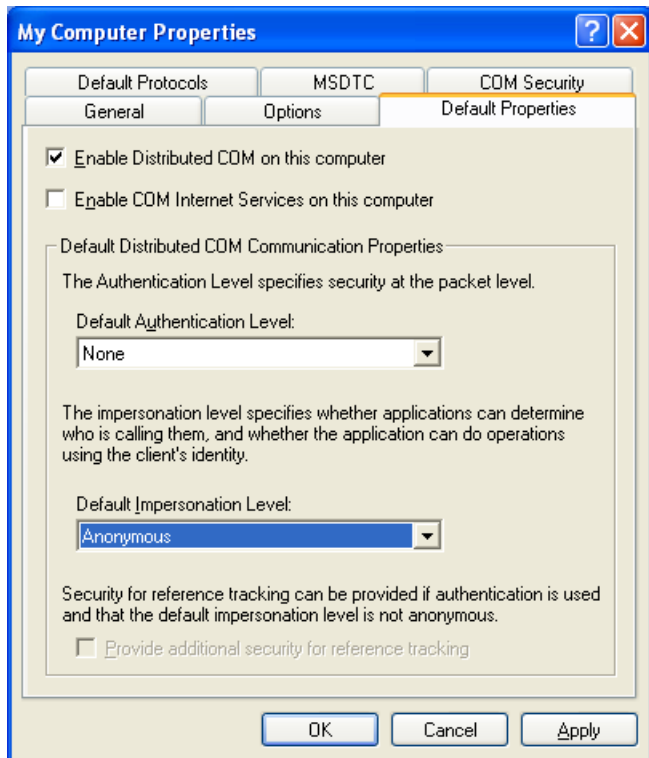 My Computer Properties
Default Protocols MSDTC COM Security
General Options Default Properties
Enable Distributed COM on this computer
Enable COM Internet Services on this computer
Default Distributed COM Communication Properties
The Authentication Level specifies security at the packet level.
Default Authentication Level:
None
The impersonation level specifies whether applications can determine
who is calling them, and whether the application can do operations
using the client's identity.
Default Impersonation Level:
Anonymous
Security for reference tracking can be provided if authentication is used
and that the default impersonation level is not anonymous.
Provide additional security for reference tracking
OK Cancel Apply